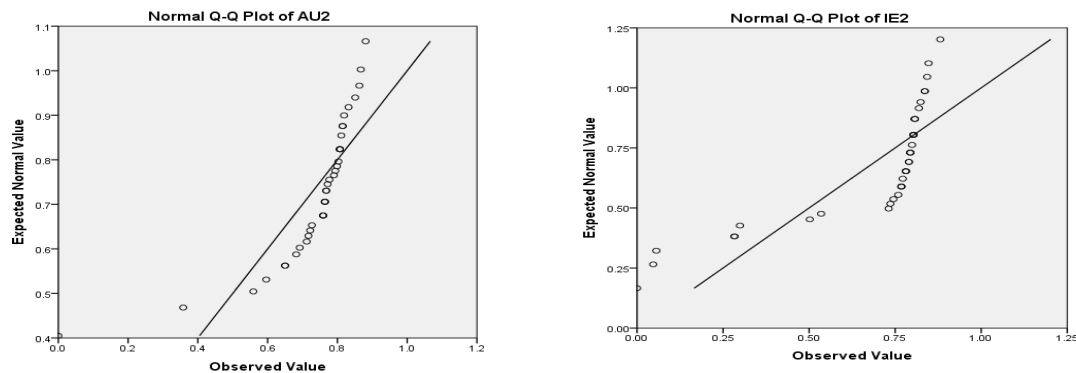 Normal Q-Q Plot of AU2
Expected Normal Value
1.1
1.0
0.9
0.8
0.7
0.6
0.5
0.4
0.0 0.2 0.4 0.6 0.8 1.0 1.2
Observed Value
Normal Q-Q Plot of IE2
Expected Normal Value
1.25
1.00
0.75
0.50
0.25
0.00
0.00 0.25 0.50 0.75 1.00 1.25
Observed Value